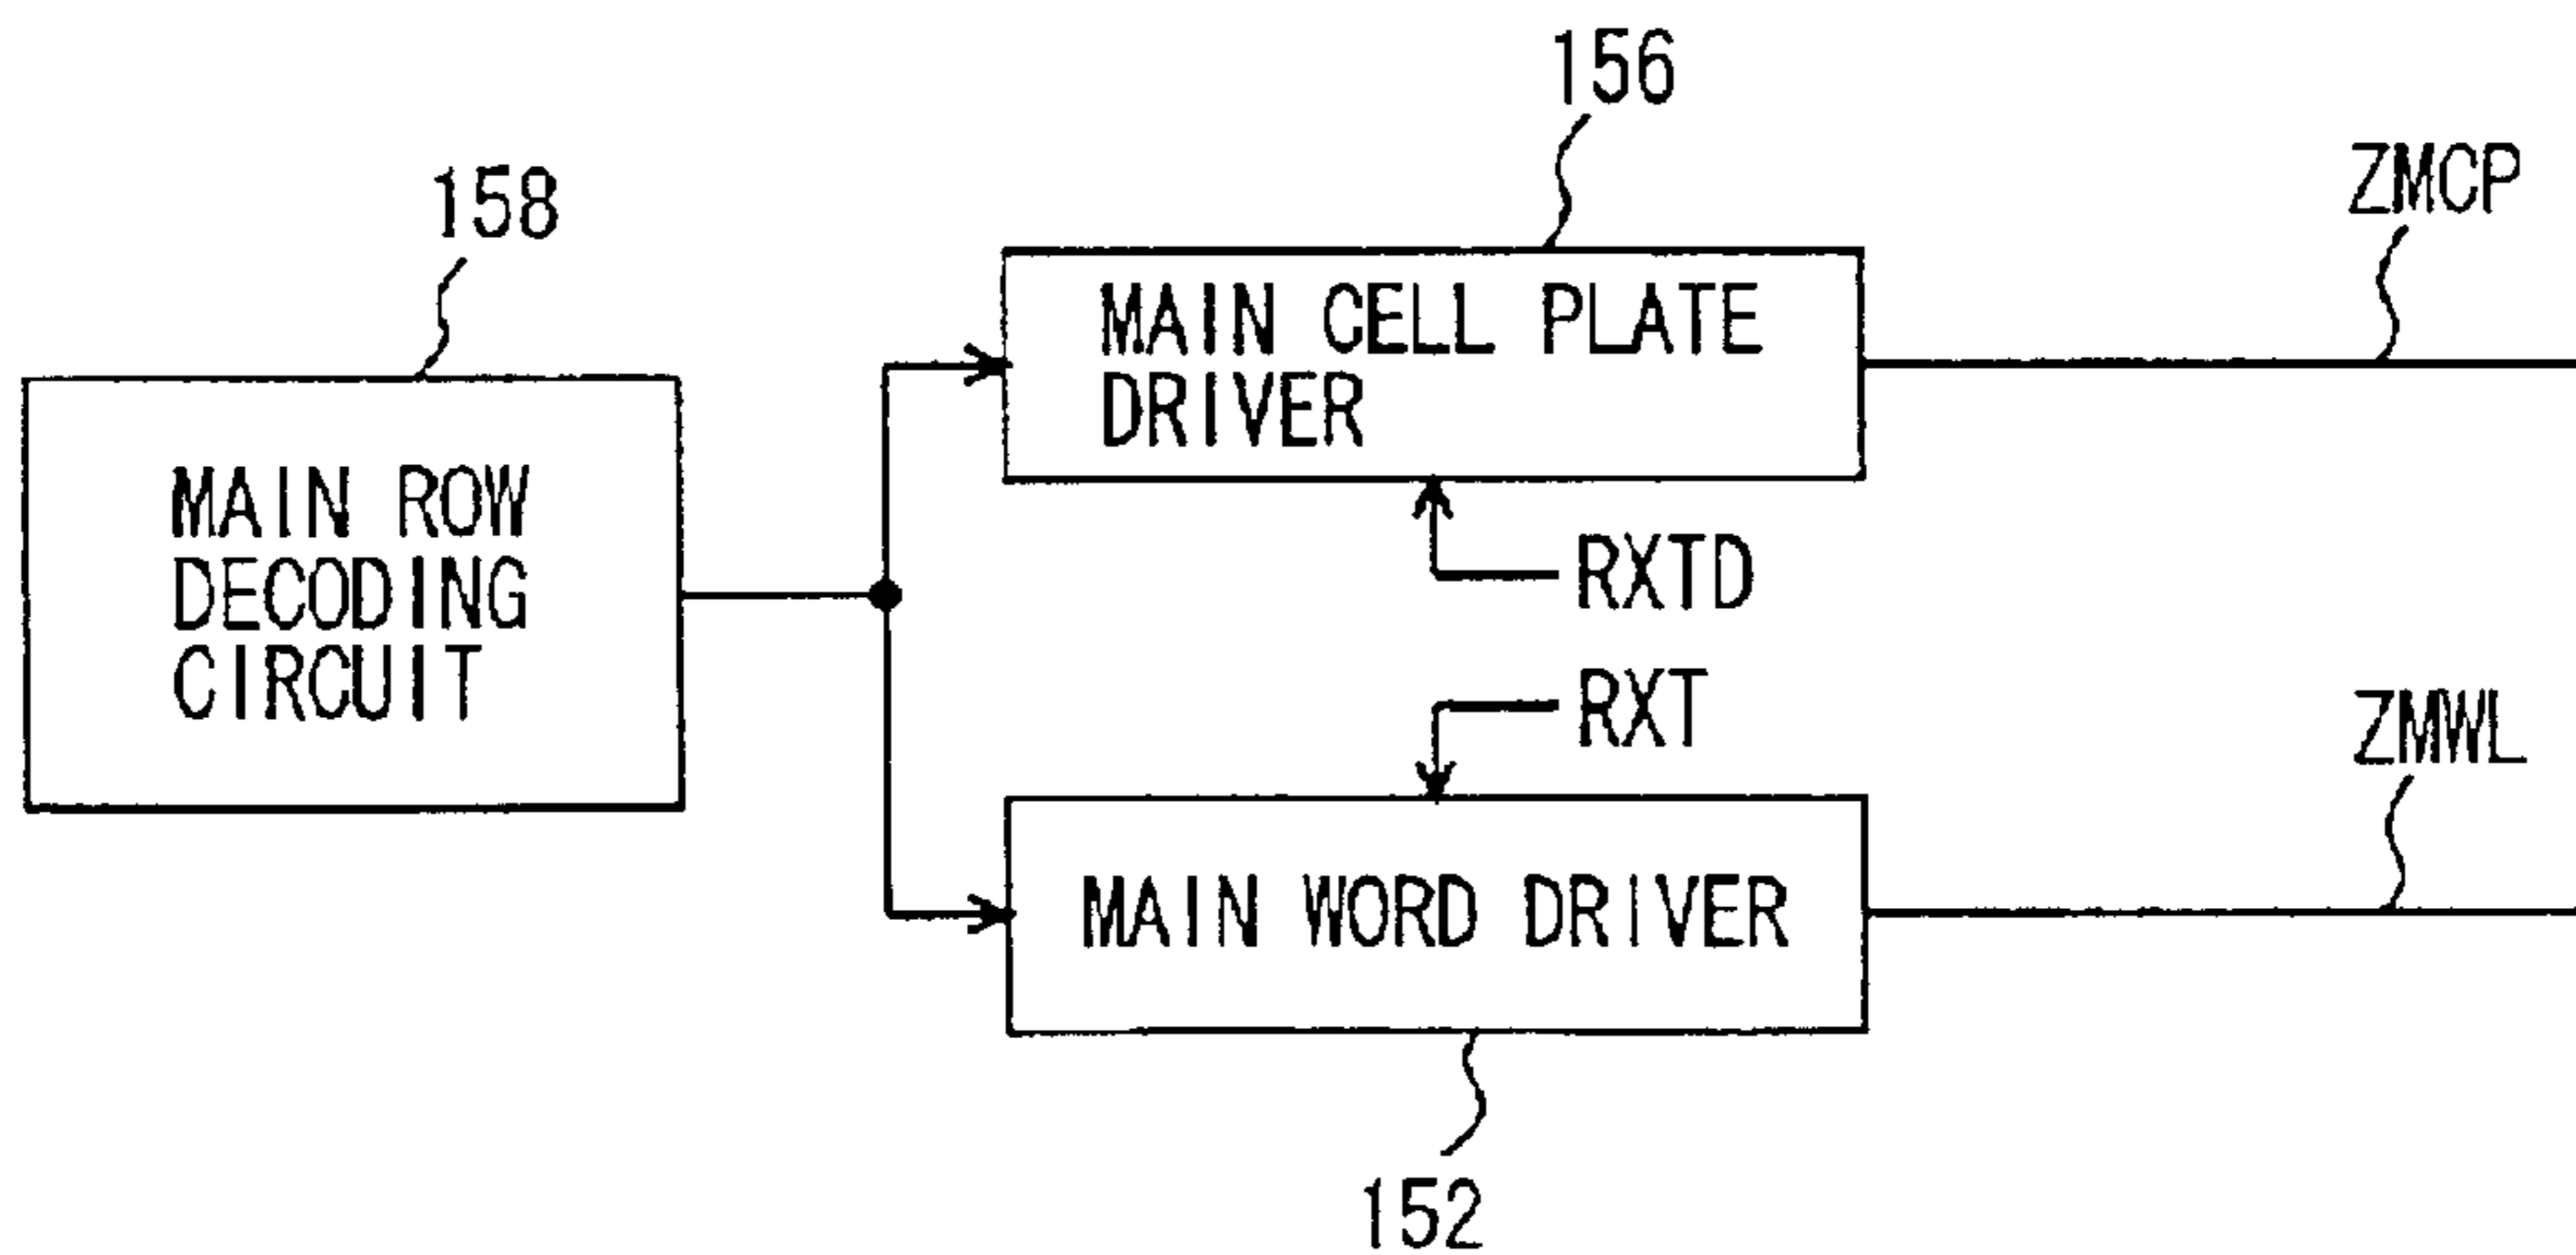 156
158
ZMCP
MAIN CELL PLATE
DRIVER
MAIN ROW
DECODING
CIRCUIT
RXTD
RXT
ZMWL
MAIN WORD DRIVER
152